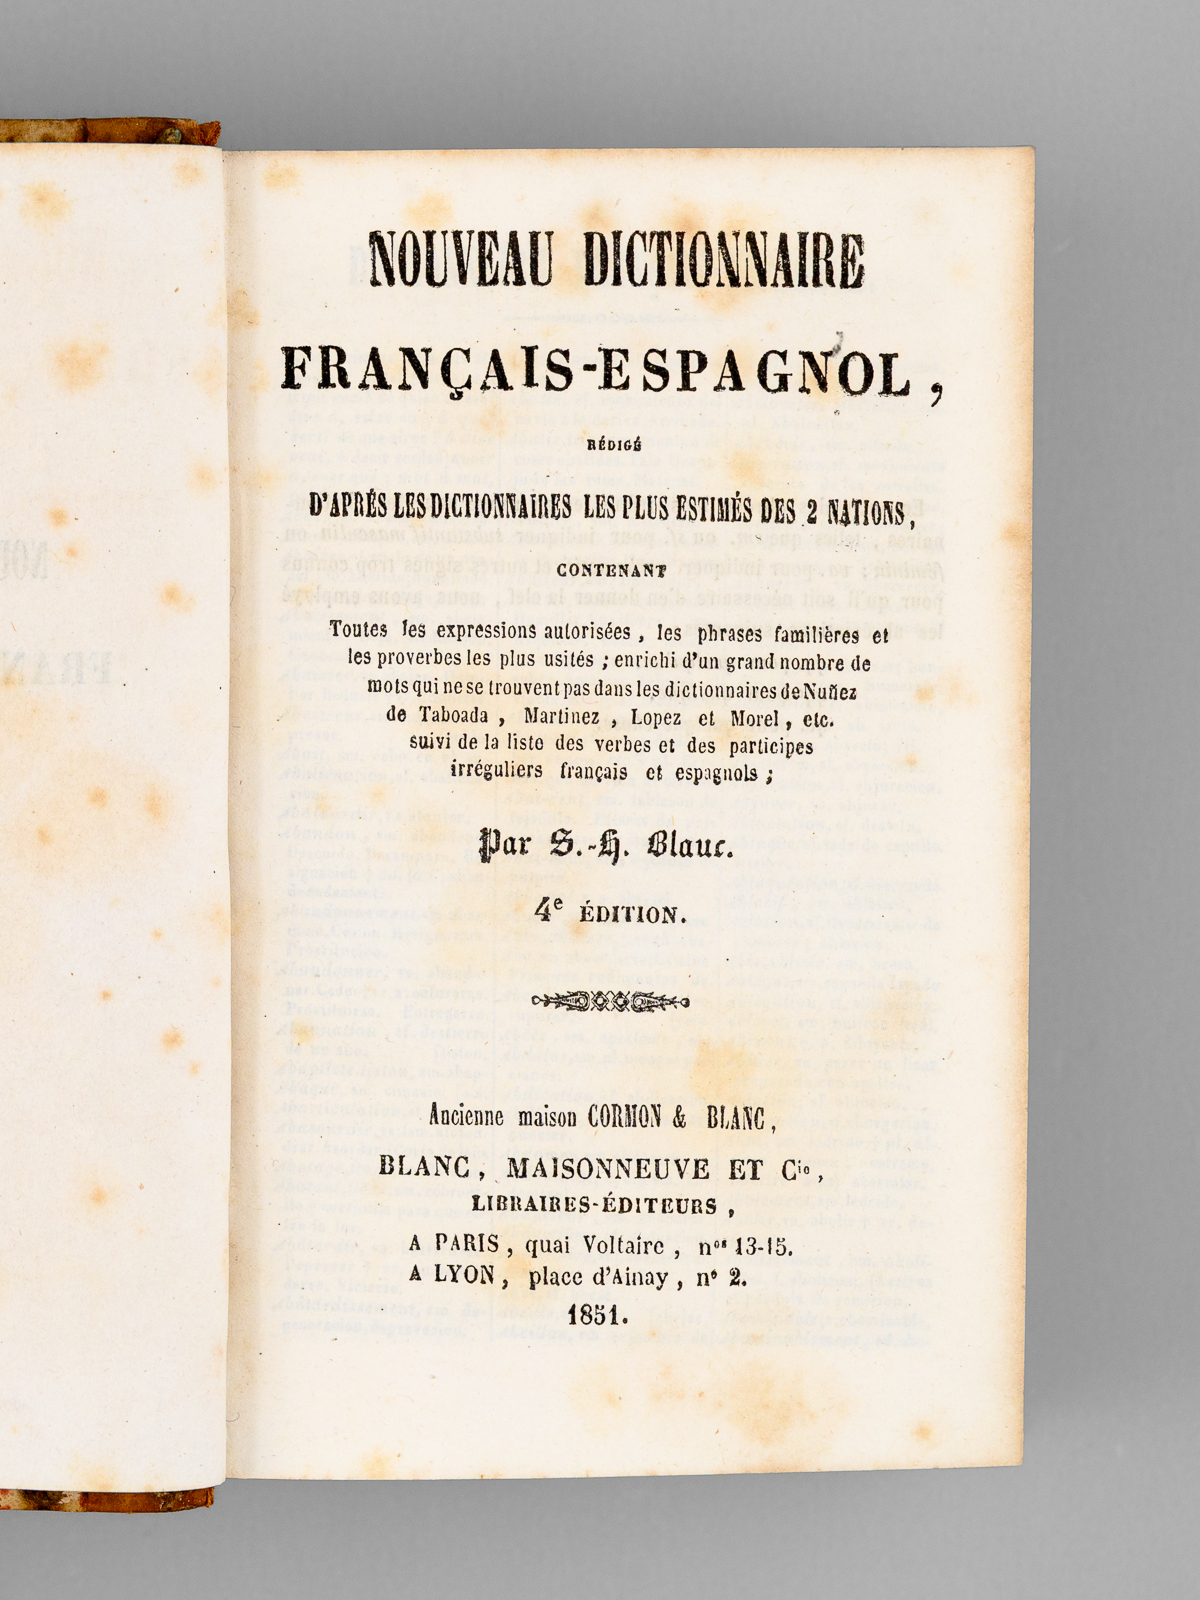 NOUVEAU DICTIONNAIRE
FRANÇAIS-ESPAGNOL,
RÉDIGÉ
D'APRÉS LES DICTIONNAIRES LES PLUS ESTIMÉS DES 2 NATIONS,
CONTENANT
Toutes les expressions autorisées, les phrases familières et
les proverbes les plus usités; enrichi d'un grand nombre de
mots qui ne se trouvent pas dans les dictionnaires de Nuñez
de Taboada, Martinez, Lopez et Morel, etc.
suivi de la liste des verbes et des participes
irréguliers français et espagnols;
Par S.-H. Blanc.
4e ÉDITION.
Ancienne maison CORMON & BLANC,
BLANC, MAISONNEUVE ET Cie,
LIBRAIRES-ÉDITEURS,
A PARIS, quai Voltaire, nos 13-15.
A LYON, place d'Ainay, no 2.
1851.